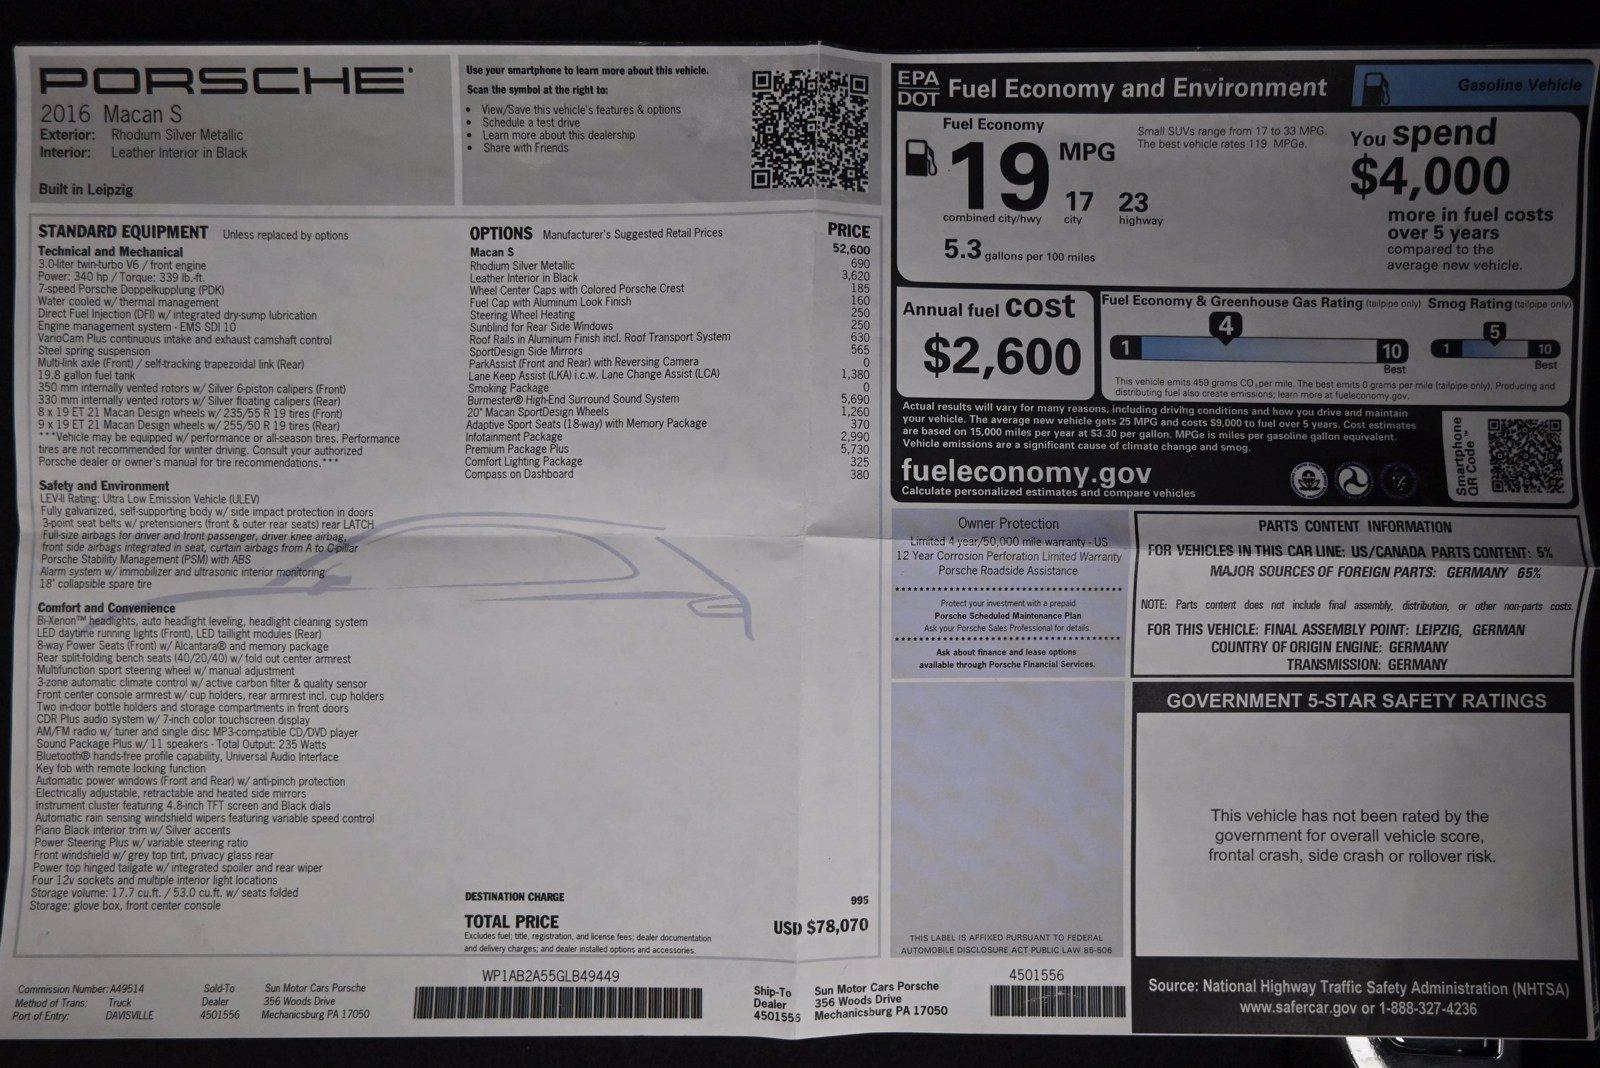 PORSCHE
2016 Macan S
Exterior: Rhodium Silver Metallic
Interior: Leather Interior in Black
Built in Leipzig
Use your smartphone to learn more about this vehicle.
Scan the symbol at the right to:
• View/Save this vehicle's features & options
• Schedule a test drive
• Learn more about this dealership
• Share with Friends
STANDARD EQUIPMENT Unless replaced by options
Technical and Mechanical
3.0-liter twin-turbo V6 / front engine
Power: 340 hp / Torque: 339 lb.-ft.
7-speed Porsche Doppelkupplung (PDK)
Water cooled w/ thermal management
Direct Fuel Injection (DFI) w/ integrated dry-sump lubrication
Engine management system - EMS SDI 10
VarioCam Plus continuous intake and exhaust camshaft control
Steel spring suspension
Multi-link axle (Front) / self-tracking trapezoidal link (Rear)
19.8 gallon fuel tank
350 mm internally vented rotors w/ Silver 6-piston calipers (Front)
330 mm internally vented rotors w/ Silver floating calipers (Rear)
8 x 19 ET 21 Macan Design wheels w/ 235/55 R 19 tires (Front)
9 x 19 ET 21 Macan Design wheels w/ 255/50 R 19 tires (Rear)
***Vehicle may be equipped w/ performance or all-season tires. Performance
tires are not recommended for winter driving. Consult your authorized
Porsche dealer or owner's manual for tire recommendations.***
Safety and Environment
LEV-II Rating: Ultra Low Emission Vehicle (ULEV)
Fully galvanized, self-supporting body w/ side impact protection in doors
3-point seat belts w/ pretensioners (front & outer rear seats) rear LATCH
Full-size airbags for driver and front passenger, driver knee airbag,
front side airbags integrated in seat, curtain airbags from A to C-pillar
Porsche Stability Management (PSM) with ABS
Alarm system w/ immobilizer and ultrasonic interior monitoring
18" collapsible spare tire
Comfort and Convenience
Bi-Xenon™ headlights, auto headlight leveling, headlight cleaning system
LED daytime running lights (Front), LED taillight modules (Rear)
8-way Power Seats (Front) w/ Alcantara® and memory package
Rear split-folding bench seats (40/20/40) w/ fold out center armrest
Multifunction sport steering wheel w/ manual adjustment
3-zone automatic climate control w/ active carbon filter & quality sensor
Front center console armrest w/ cup holders, rear armrest incl. cup holders
Two in-door bottle holders and storage compartments in front doors
CDR Plus audio system w/ 7-inch color touchscreen display
AM/FM radio w/ tuner and single disc MP3-compatible CD/DVD player
Sound Package Plus w/ 11 speakers - Total Output: 235 Watts
Bluetooth® hands-free profile capability, Universal Audio Interface
Key fob with remote locking function
Automatic power windows (Front and Rear) w/ anti-pinch protection
Electrically adjustable, retractable and heated side mirrors
Instrument cluster featuring 4.8-inch TFT screen and Black dials
Automatic rain sensing windshield wipers featuring variable speed control
Piano Black interior trim w/ Silver accents
Power Steering Plus w/ variable steering ratio
Front windshield w/ grey top tint, privacy glass rear
Power top hinged tailgate w/ integrated spoiler and rear wiper
Four 12v sockets and multiple interior light locations
Storage volume: 17.7 cu.ft. / 53.0 cu.ft. w/ seats folded
Storage: glove box, front center console
OPTIONS Manufacturer's Suggested Retail Prices PRICE
Macan S 52,600
Rhodium Silver Metallic 690
Leather Interior in Black 3,620
Wheel Center Caps with Colored Porsche Crest 185
Fuel Cap with Aluminum Look Finish 160
Steering Wheel Heating 250
Sunblind for Rear Side Windows 250
Roof Rails in Aluminum Finish incl. Roof Transport System 630
SportDesign Side Mirrors 565
ParkAssist (Front and Rear) with Reversing Camera 0
Lane Keep Assist (LKA) i.c.w. Lane Change Assist (LCA) 1,380
Smoking Package 0
Burmester® High-End Surround Sound System 5,690
20" Macan SportDesign Wheels 1,260
Adaptive Sport Seats (18-way) with Memory Package 370
Infotainment Package 2,990
Premium Package Plus 5,730
Comfort Lighting Package 325
Compass on Dashboard 380
DESTINATION CHARGE 995
TOTAL PRICE USD $78,070
Excludes fuel; title, registration, and license fees; dealer documentation
and delivery charges; and dealer installed options and accessories.
Commission Number: A49514
Method of Trans: Truck
Port of Entry: DAVISVILLE
Sold-To
Dealer
4501556
Sun Motor Cars Porsche
356 Woods Drive
Mechanicsburg PA 17050
WP1AB2A55GLB49449
Ship-To
Dealer
4501556
Sun Motor Cars Porsche
356 Woods Drive
Mechanicsburg PA 17050
4501556
EPA
DOT
Fuel Economy and Environment
Gasoline Vehicle
Fuel Economy
19 MPG
combined city/hwy
17
city
23
highway
5.3 gallons per 100 miles
Small SUVs range from 17 to 33 MPG.
The best vehicle rates 119 MPGe.
You spend
$4,000
more in fuel costs
over 5 years
compared to the
average new vehicle.
Annual fuel COST
$2,600
Fuel Economy & Greenhouse Gas Rating (tailpipe only)
4
1
10
Best
Smog Rating (tailpipe only)
5
1
10
Best
This vehicle emits 459 grams CO2 per mile. The best emits 0 grams per mile (tailpipe only). Producing and
distributing fuel also create emissions; learn more at fueleconomy.gov.
Actual results will vary for many reasons, including driving conditions and how you drive and maintain
your vehicle. The average new vehicle gets 25 MPG and costs $9,000 to fuel over 5 years. Cost estimates
are based on 15,000 miles per year at $3.30 per gallon. MPGe is miles per gasoline gallon equivalent.
Vehicle emissions are a significant cause of climate change and smog.
fueleconomy.gov
Calculate personalized estimates and compare vehicles
Smartphone
QR Code™
Owner Protection
Limited 4 year/50,000 mile warranty - US
12 Year Corrosion Perforation Limited Warranty
Porsche Roadside Assistance
Protect your investment with a prepaid
Porsche Scheduled Maintenance Plan
Ask your Porsche Sales Professional for details.
Ask about finance and lease options
available through Porsche Financial Services.
THIS LABEL IS AFFIXED PURSUANT TO FEDERAL
AUTOMOBILE DISCLOSURE ACT PUBLIC LAW 85-506
PARTS CONTENT INFORMATION
FOR VEHICLES IN THIS CAR LINE: US/CANADA PARTS CONTENT: 5%
MAJOR SOURCES OF FOREIGN PARTS: GERMANY 65%
NOTE: Parts content does not include final assembly, distribution, or other non-parts costs.
FOR THIS VEHICLE: FINAL ASSEMBLY POINT: LEIPZIG, GERMAN
COUNTRY OF ORIGIN ENGINE: GERMANY
TRANSMISSION: GERMANY
GOVERNMENT 5-STAR SAFETY RATINGS
This vehicle has not been rated by the
government for overall vehicle score,
frontal crash, side crash or rollover risk.
Source: National Highway Traffic Safety Administration (NHTSA)
www.safercar.gov or 1-888-327-4236